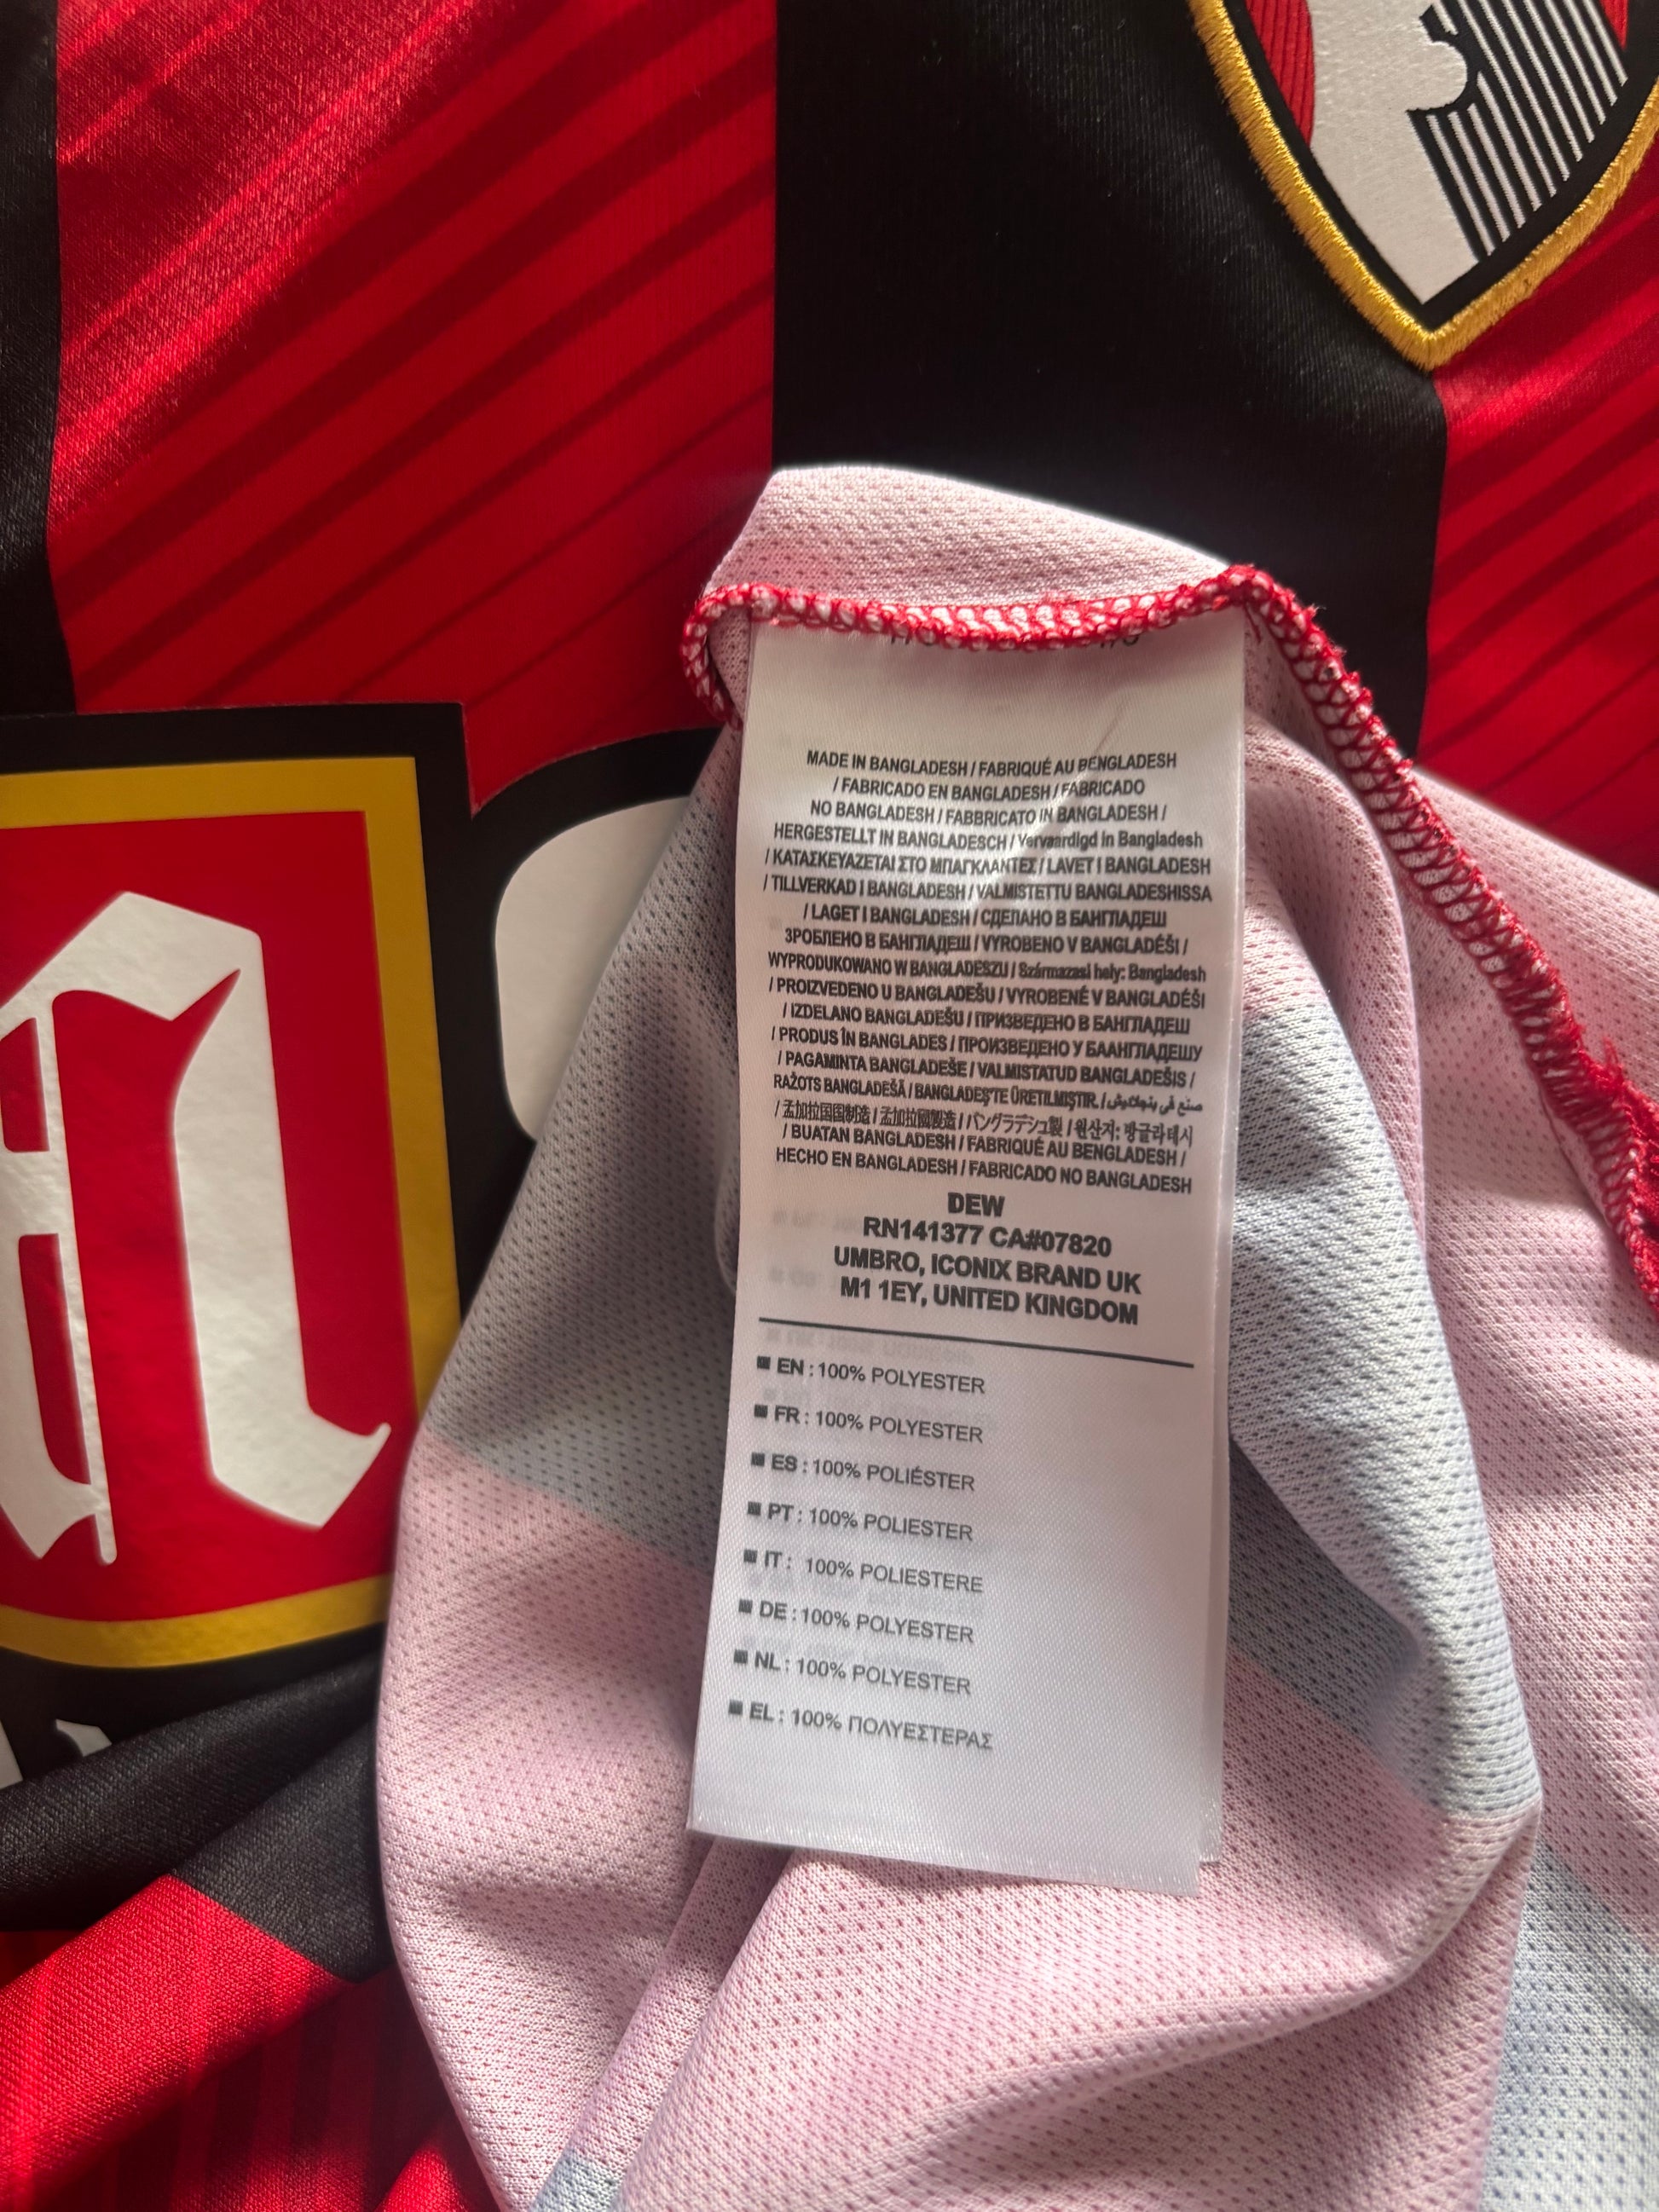 MADE IN BANGLADESH / FABRIQUÉ AU BENGLADESH
/ FABRICADO EN BANGLADESH / FABRICADO
NO BANGLADESH / FABBRICATO IN BANGLADESH /
HERGESTELLT IN BANGLADESCH / Vervaardigd in Bangladesh
/ ΚΑΤΑΣΚΕΥΑΖΕΤΑΙ ΣΤΟ ΜΠΑΓΚΛΑΝΤΕΣ / LAVET I BANGLADESH
/ TILLVERKAD I BANGLADESH / VALMISTETTU BANGLADESHISSA
/ LAGET I BANGLADESH / СДЕЛАНО В БАНГЛАДЕШ
ЗРОБЛЕНО В БАНГЛАДЕШ / VYROBENO V BANGLADÉŠI /
WYPRODUKOWANO W BANGLADESZU / Származasi hely: Bangladesh
/ PROIZVEDENO U BANGLADEŠU / VYROBENÉ V BANGLADÉŠI
/ IZDELANO BANGLADEŠU / ПРИЗВЕДЕНО В БАНГЛАДЕШ
/ PRODUS ÎN BANGLADES / ПРОИЗВЕДЕНО У БААНГЛАДЕШУ
/ PAGAMINTA BANGLADEŠE / VALMISTATUD BANGLADEŠIS /
RAŽOTS BANGLADEŠĀ / BANGLADEŞ'TE ÜRETILMIŞTIR. / صنع في بنجلاديش
/ 孟加拉国制造 / 孟加拉國製造 / バングラデシュ製 / 원산지: 방글라데시
/ BUATAN BANGLADESH / FABRIQUÉ AU BENGLADESH /
HECHO EN BANGLADESH / FABRICADO NO BANGLADESH
DEW
RN141377 CA#07820
UMBRO, ICONIX BRAND UK
M1 1EY, UNITED KINGDOM
EN : 100% POLYESTER
FR : 100% POLYESTER
ES : 100% POLIÉSTER
PT : 100% POLIESTER
IT : 100% POLIESTERE
DE : 100% POLYESTER
NL : 100% POLYESTER
EL : 100% ΠΟΛΥΕΣΤΕΡΑΣ